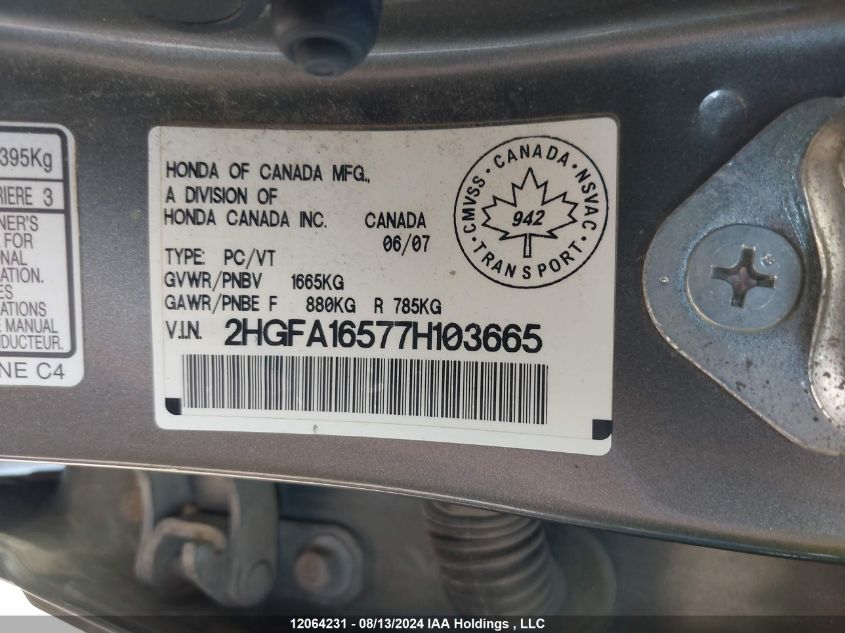 395Kg
RIERE 3
NER'S
FOR
ONAL
ATION.
ES
ATIONS
E MANUAL
NDUCTEUR.
NE C4
HONDA OF CANADA MFG.,
A DIVISION OF
HONDA CANADA INC. CANADA
06/07
TYPE: PC/VT
GVWR/PNBV 1665KG
GAWR/PNBE F 880KG R 785KG
V.I.N. 2HGFA16577H103665
CMVSS · CANADA · NSVAC · TRANSPORT ·
942
12064231 - 08/13/2024 IAA Holdings , LLC